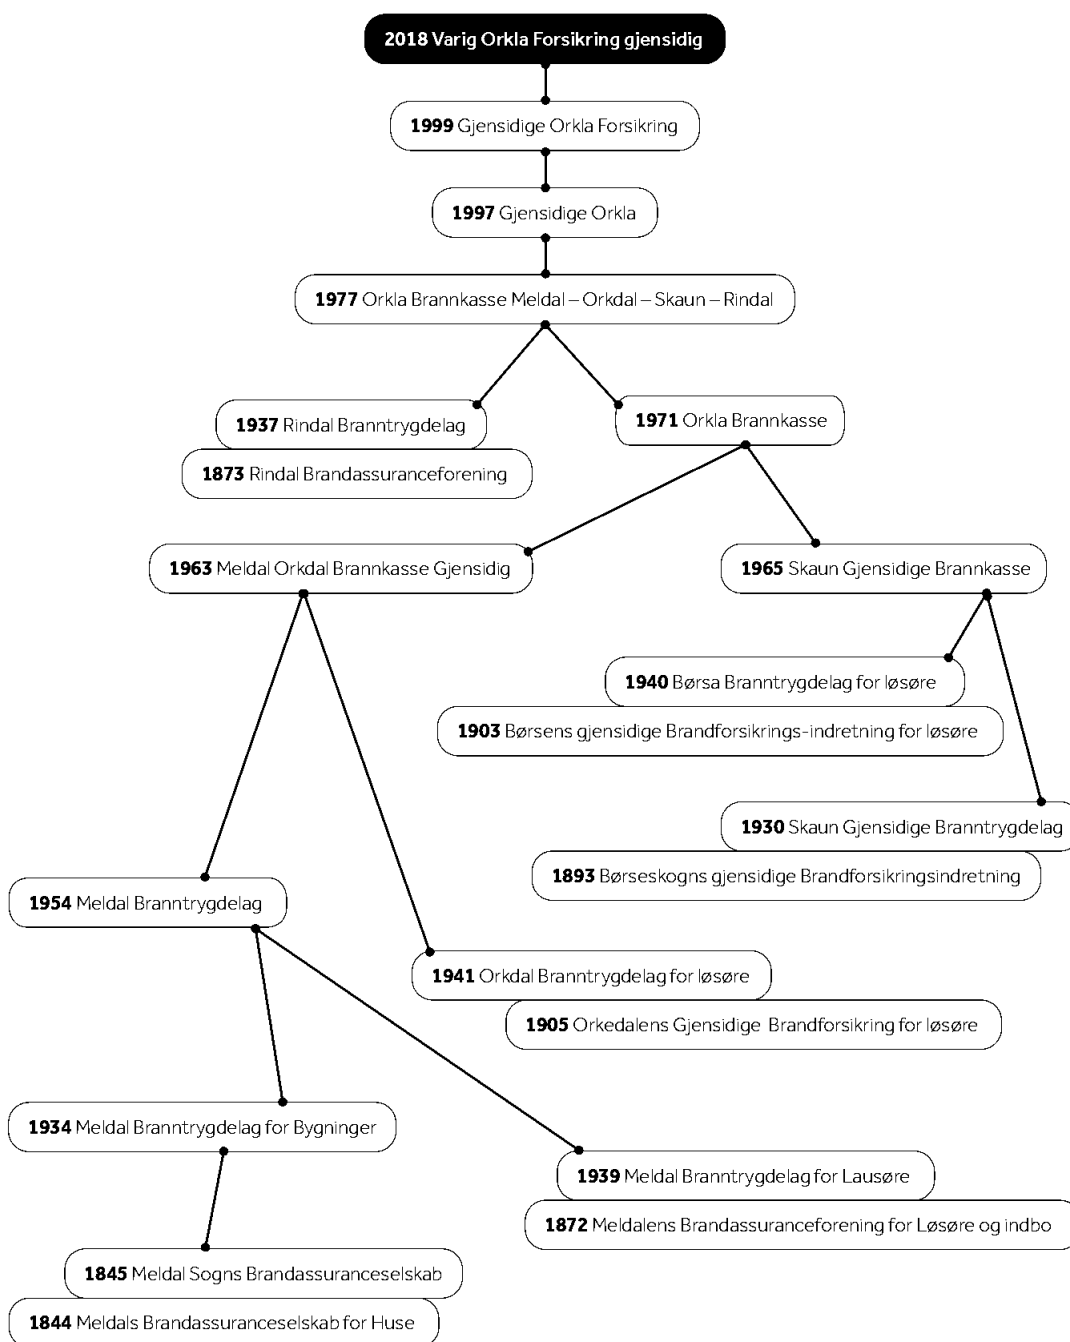 2018 Varig Orkla Forsikring gjensidig
1999 Gjensidige Orkla Forsikring
1997 Gjensidige Orkla
1977 Orkla Brannkasse Meldal – Orkdal – Skaun – Rindal
1937 Rindal Branntrygdelag
1971 Orkla Brannkasse
1873 Rindal Brandassuranceforening
1963 Meldal Orkdal Brannkasse Gjensidig
1965 Skaun Gjensidige Brannkasse
1940 Børsa Branntrygdelag for løsøre
1903 Børsens gjensidige Brandforsikrings-indretning for løsøre
1930 Skaun Gjensidige Branntrygdelag
1893 Børseskogns gjensidige Brandforsikringsindretning
1954 Meldal Branntrygdelag
1941 Orkdal Branntrygdelag for løsøre
1905 Orkedalens Gjensidige Brandforsikring for løsøre
1934 Meldal Branntrygdelag for Bygninger
1939 Meldal Branntrygdelag for Lausøre
1872 Meldalens Brandassuranceforening for Løsøre og indbo
1845 Meldal Sogns Brandassuranceselskab
1844 Meldals Brandassuranceselskab for Huse